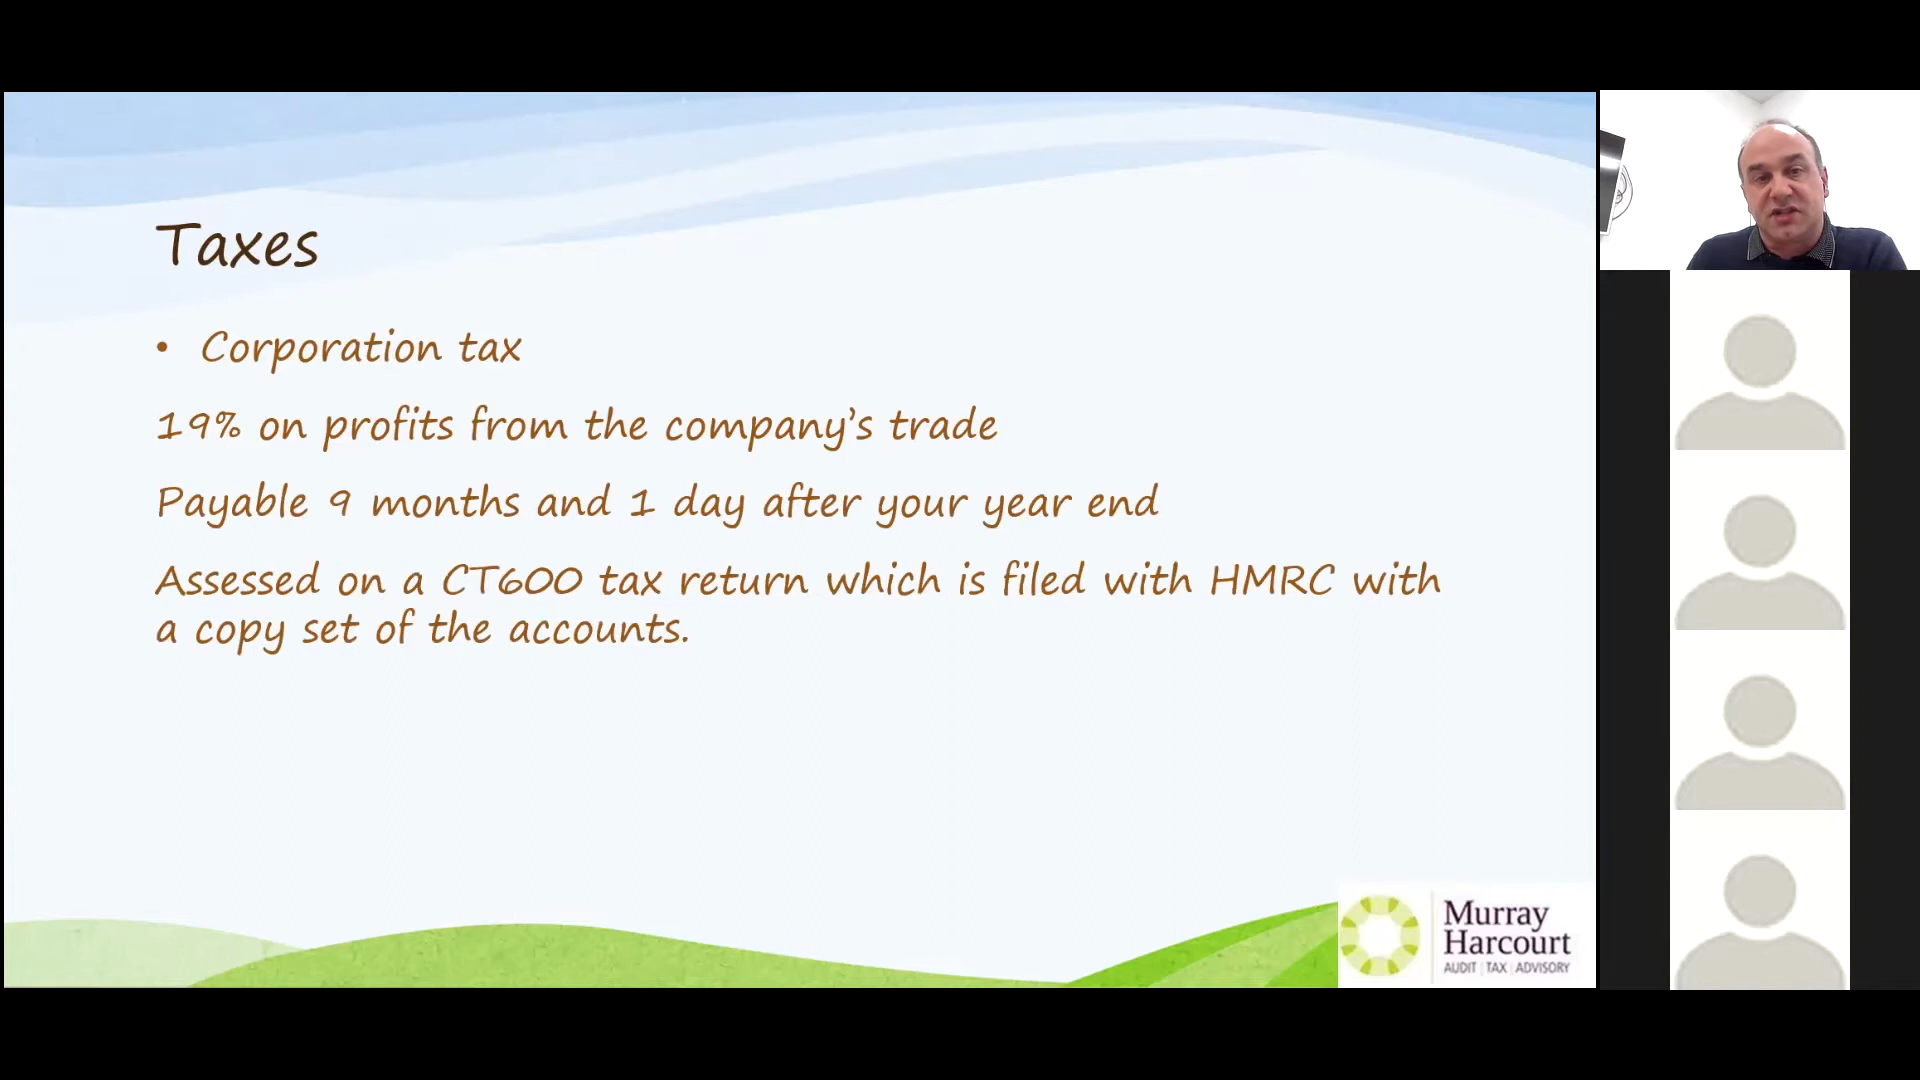 Taxes
• Corporation tax
19% on profits from the company’s trade
Payable 9 months and 1 day after your year end
Assessed on a CT600 tax return which is filed with HMRC with
a copy set of the accounts.
Murray
Harcourt
AUDIT | TAX | ADVISORY